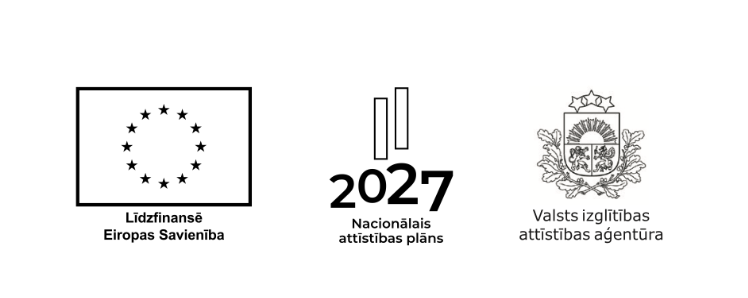 Līdzfinansē
Eiropas Savienība
2027
Nacionālais
attīstības plāns
Valsts izglītības
attīstības aģentūra